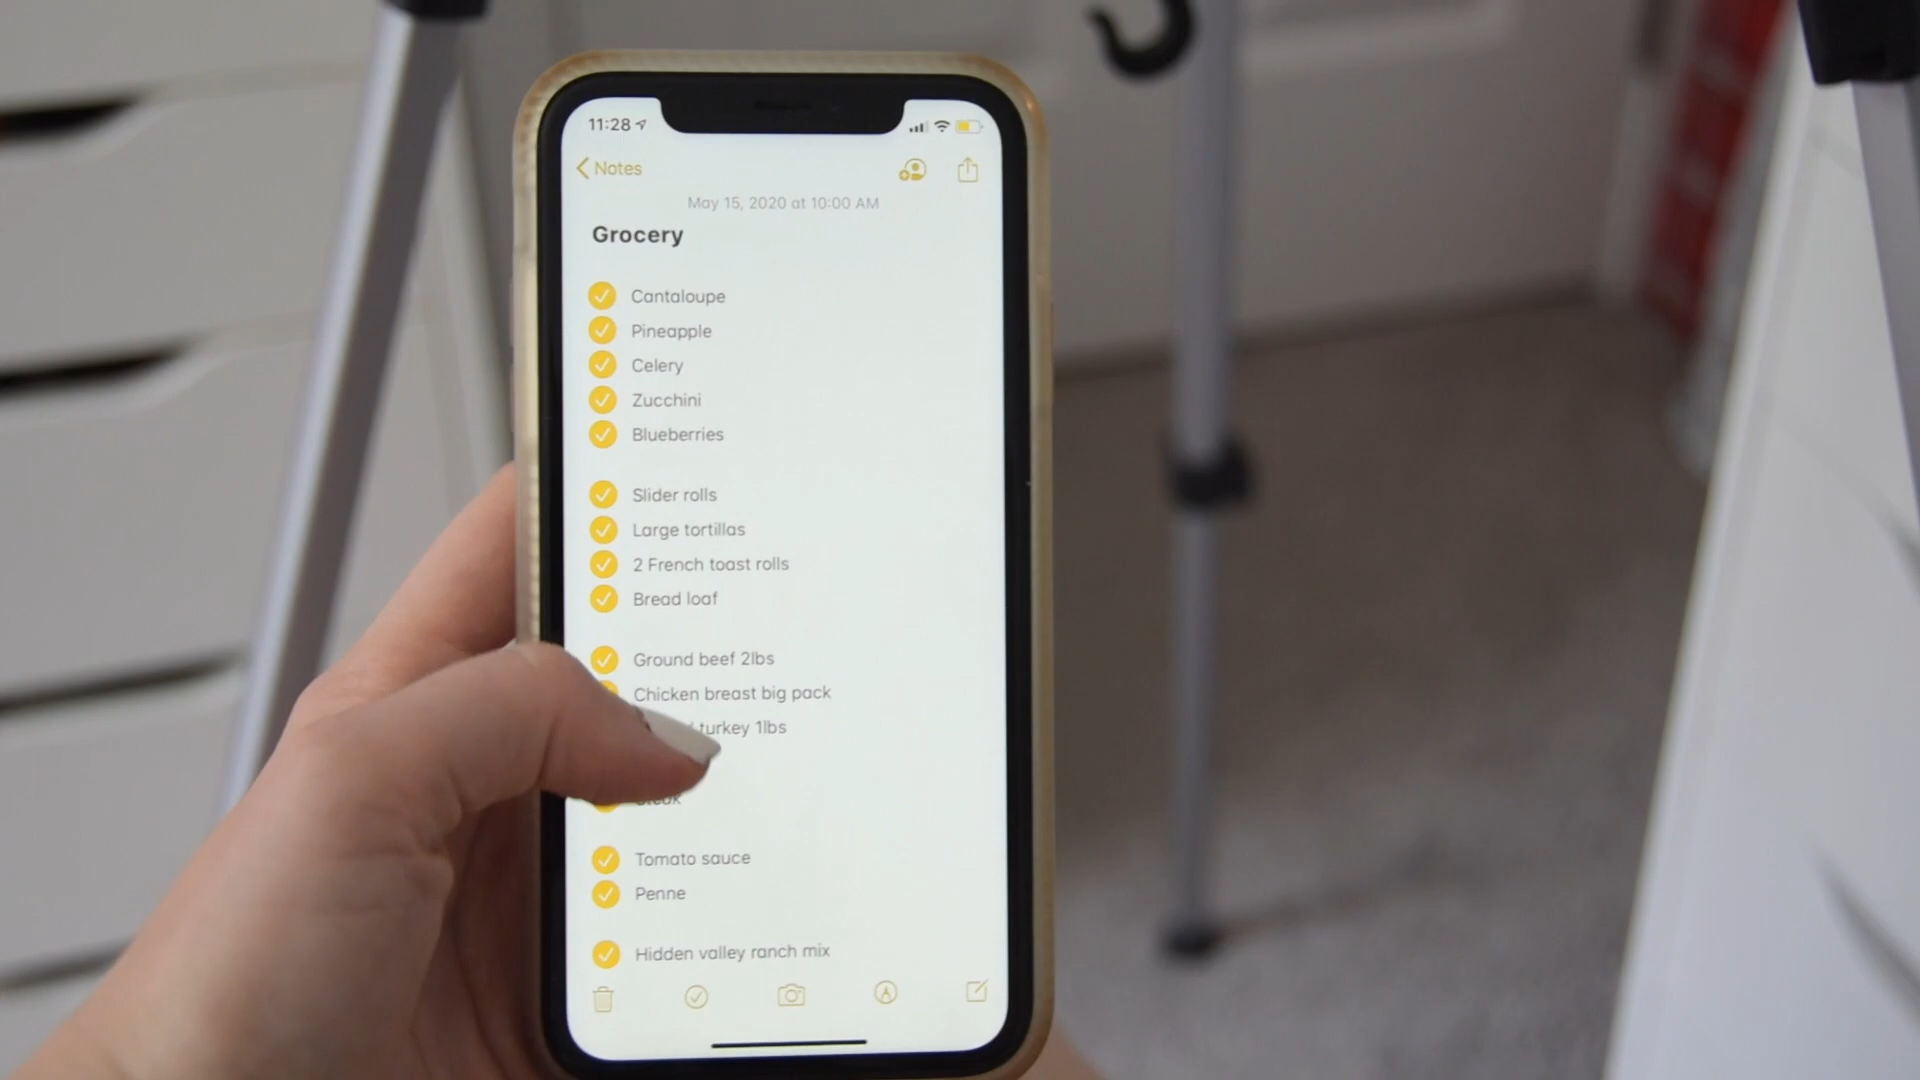 11:28
Notes
May 15, 2020 at 10:00 AM
Grocery
Cantaloupe
Pineapple
Celery
Zucchini
Blueberries
Slider rolls
Large tortillas
2 French toast rolls
Bread loaf
Ground beef 2lbs
Chicken breast big pack
turkey 1lbs
Steak
Tomato sauce
Penne
Hidden valley ranch mix